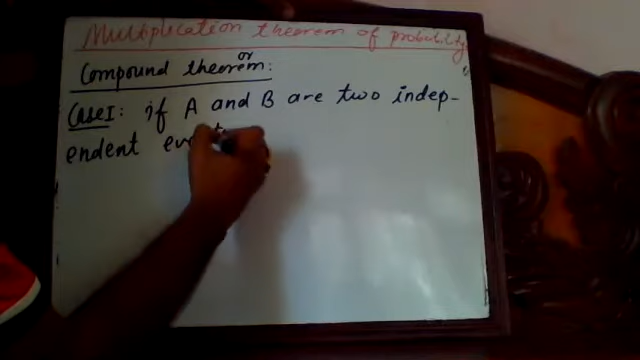 Multiplication theorem of probability
or
Compound theorem:
Case I: if A and B are two indep-
endent